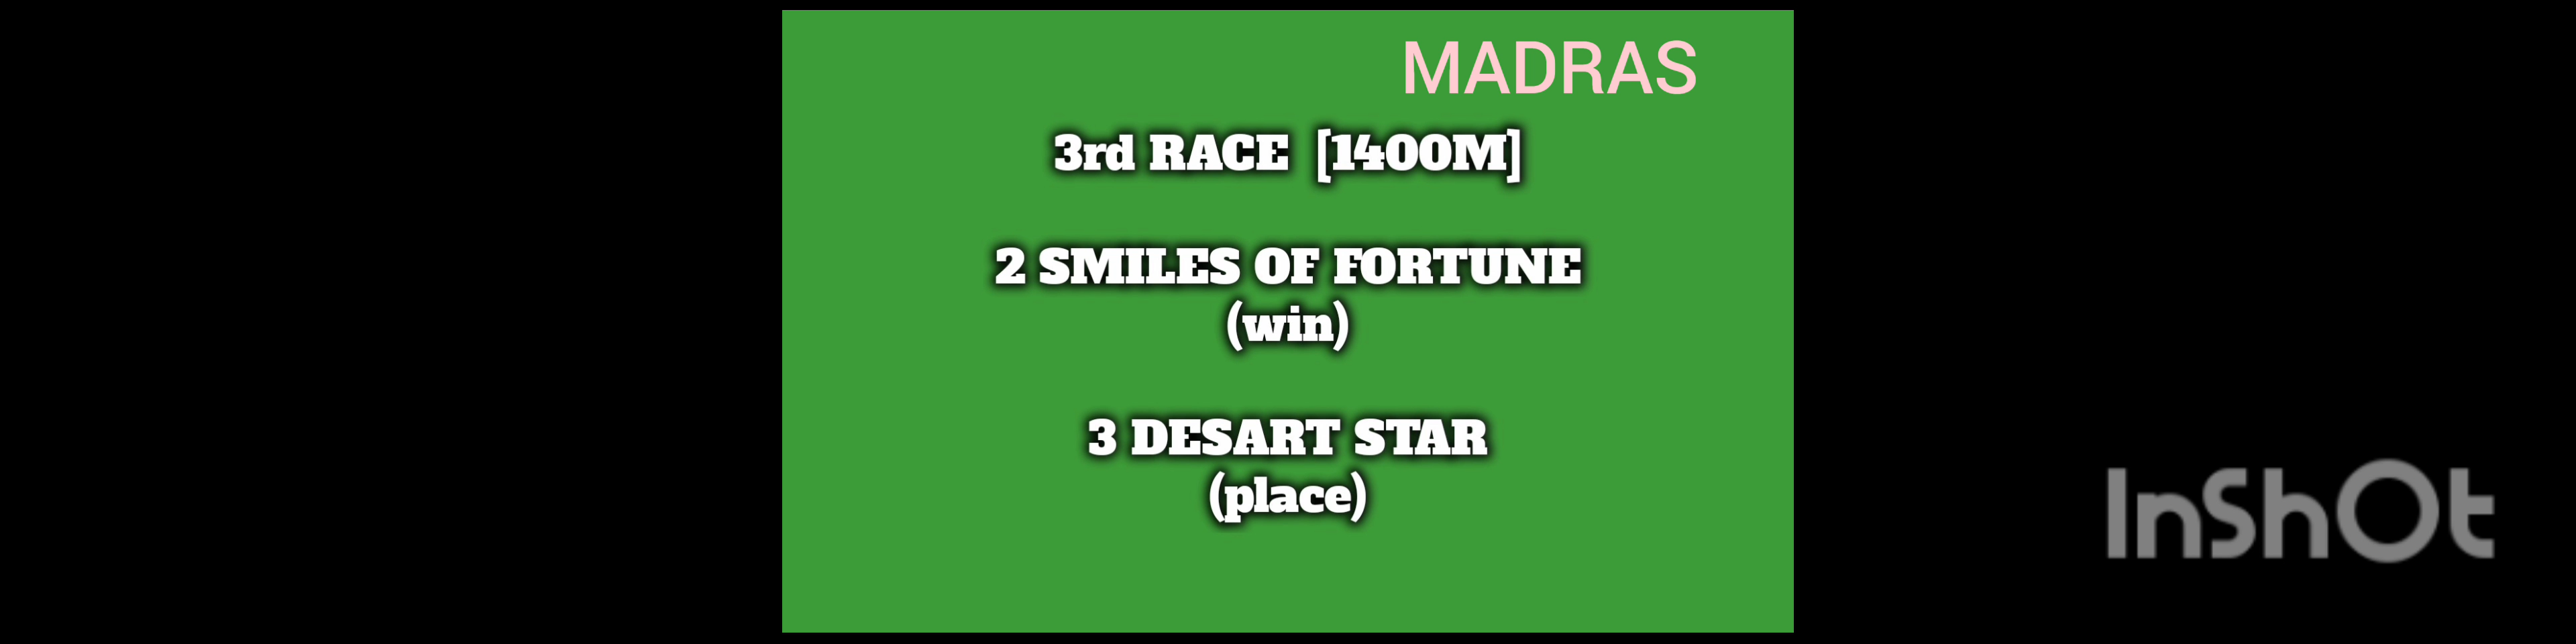 MADRAS
3rd RACE [1400M]
2 SMILES OF FORTUNE
(win)
3 DESART STAR
(place)
InShOt